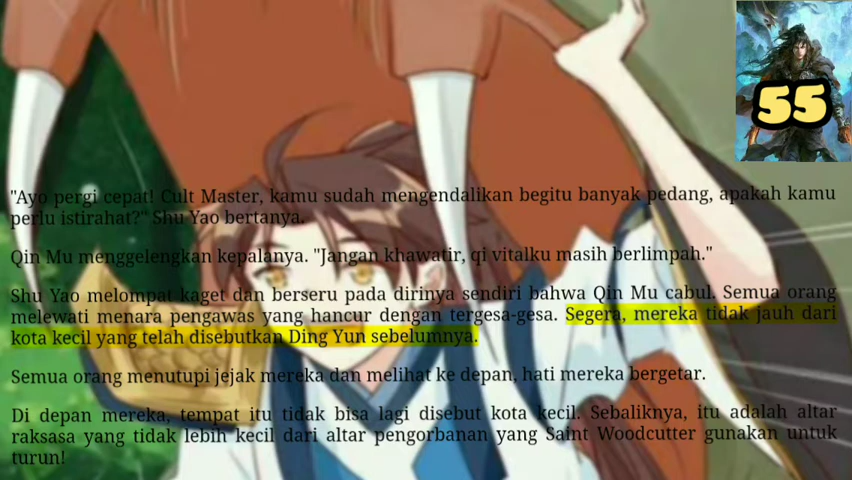 55
"Ayo pergi cepat! Cult Master, kamu sudah mengendalikan begitu banyak pedang, apakah kamu
perlu istirahat?" Shu Yao bertanya.
Qin Mu menggelengkan kepalanya. "Jangan khawatir, qi vitalku masih berlimpah."
Shu Yao melompat kaget dan berseru pada dirinya sendiri bahwa Qin Mu cabul. Semua orang
melewati menara pengawas yang hancur dengan tergesa-gesa. Segera, mereka tidak jauh dari
kota kecil yang telah disebutkan Ding Yun sebelumnya.
Semua orang menutupi jejak mereka dan melihat ke depan, hati mereka bergetar.
Di depan mereka, tempat itu tidak bisa lagi disebut kota kecil. Sebaliknya, itu adalah altar
raksasa yang tidak lebih kecil dari altar pengorbanan yang Saint Woodcutter gunakan untuk
turun!